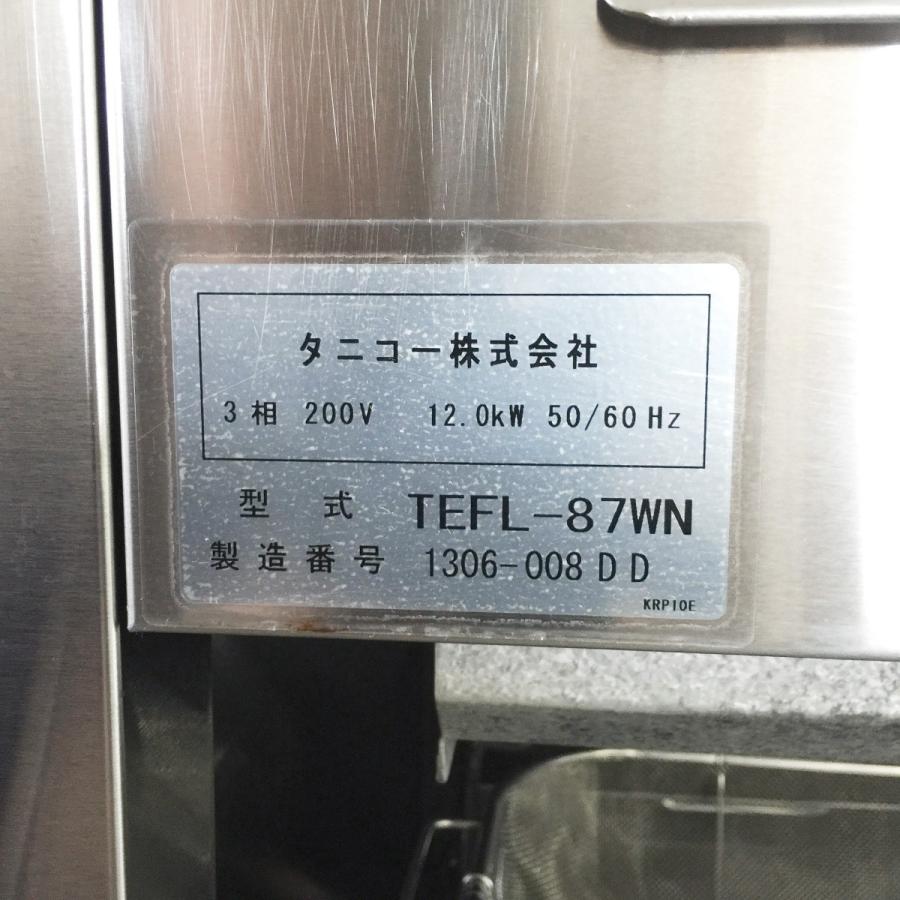 タニコー株式会社
3相 200V 12.0kW 50/60Hz
型式 TEFL-87WN
製造番号 1306-008DD
KRP10E